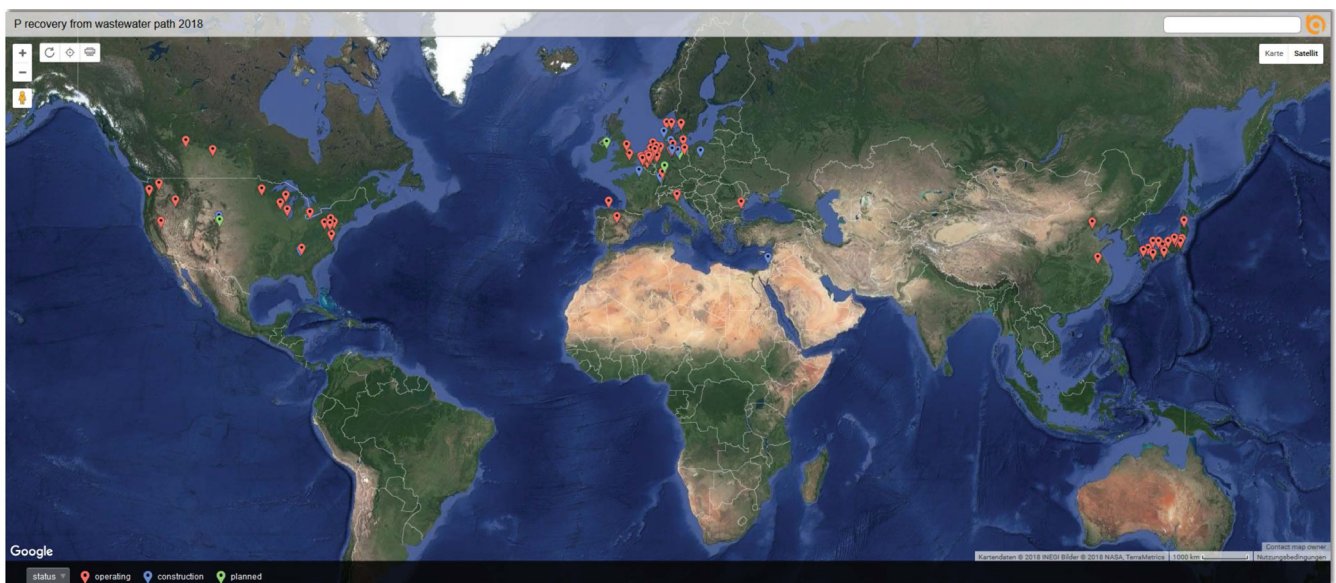 P recovery from wastewater path 2018
+
Karte Satellit
−
Google
Contact map owner
Kartendaten © 2018 INEGI Bilder © 2018 NASA, TerraMetrics 1000 km Nutzungsbedingungen
status operating construction planned